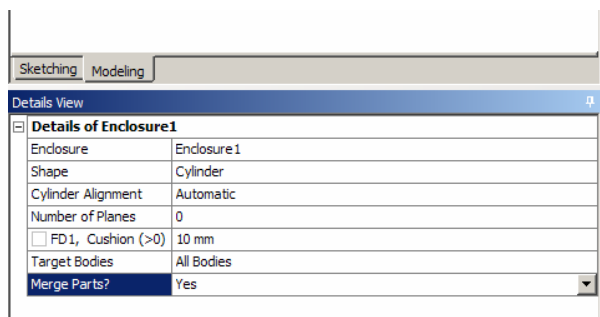 Sketching Modeling
Details View
Details of Enclosure1
Enclosure Enclosure1
Shape Cylinder
Cylinder Alignment Automatic
Number of Planes 0
FD1, Cushion (>0) 10 mm
Target Bodies All Bodies
Merge Parts? Yes